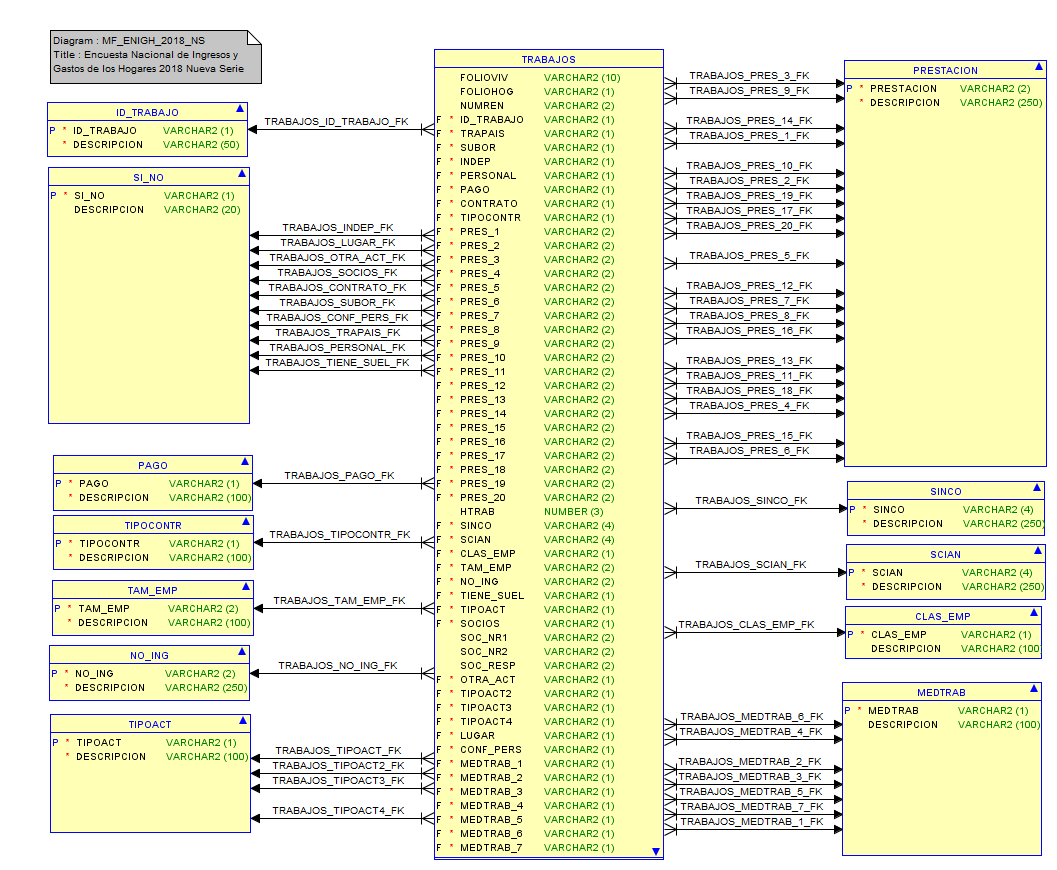 Diagram : MF_ENIGH_2018_NS
Title : Encuesta Nacional de Ingresos y
Gastos de los Hogares 2018 Nueva Serie
ID_TRABAJO
P * ID_TRABAJO VARCHAR2 (1)
* DESCRIPCION VARCHAR2 (50)
SI_NO
P * SI_NO VARCHAR2 (1)
DESCRIPCION VARCHAR2 (20)
PAGO
P * PAGO VARCHAR2 (1)
* DESCRIPCION VARCHAR2 (100)
TIPOCONTR
P * TIPOCONTR VARCHAR2 (1)
* DESCRIPCION VARCHAR2 (100)
TAM_EMP
P * TAM_EMP VARCHAR2 (2)
* DESCRIPCION VARCHAR2 (100)
NO_ING
P * NO_ING VARCHAR2 (2)
* DESCRIPCION VARCHAR2 (250)
TIPOACT
P * TIPOACT VARCHAR2 (1)
* DESCRIPCION VARCHAR2 (100)
TRABAJOS_ID_TRABAJO_FK
TRABAJOS_INDEP_FK
TRABAJOS_LUGAR_FK
TRABAJOS_OTRA_ACT_FK
TRABAJOS_SOCIOS_FK
TRABAJOS_CONTRATO_FK
TRABAJOS_SUBOR_FK
TRABAJOS_CONF_PERS_FK
TRABAJOS_TRAPAIS_FK
TRABAJOS_PERSONAL_FK
TRABAJOS_TIENE_SUEL_FK
TRABAJOS_PAGO_FK
TRABAJOS_TIPOCONTR_FK
TRABAJOS_TAM_EMP_FK
TRABAJOS_NO_ING_FK
TRABAJOS_TIPOACT_FK
TRABAJOS_TIPOACT2_FK
TRABAJOS_TIPOACT3_FK
TRABAJOS_TIPOACT4_FK
TRABAJOS
FOLIOVIV VARCHAR2 (10)
FOLIOHOG VARCHAR2 (1)
NUMREN VARCHAR2 (2)
F * ID_TRABAJO VARCHAR2 (1)
F * TRAPAIS VARCHAR2 (1)
F * SUBOR VARCHAR2 (1)
F * INDEP VARCHAR2 (1)
F * PERSONAL VARCHAR2 (1)
F * PAGO VARCHAR2 (1)
F * CONTRATO VARCHAR2 (1)
F * TIPOCONTR VARCHAR2 (1)
F * PRES_1 VARCHAR2 (2)
F * PRES_2 VARCHAR2 (2)
F * PRES_3 VARCHAR2 (2)
F * PRES_4 VARCHAR2 (2)
F * PRES_5 VARCHAR2 (2)
F * PRES_6 VARCHAR2 (2)
F * PRES_7 VARCHAR2 (2)
F * PRES_8 VARCHAR2 (2)
F * PRES_9 VARCHAR2 (2)
F * PRES_10 VARCHAR2 (2)
F * PRES_11 VARCHAR2 (2)
F * PRES_12 VARCHAR2 (2)
F * PRES_13 VARCHAR2 (2)
F * PRES_14 VARCHAR2 (2)
F * PRES_15 VARCHAR2 (2)
F * PRES_16 VARCHAR2 (2)
F * PRES_17 VARCHAR2 (2)
F * PRES_18 VARCHAR2 (2)
F * PRES_19 VARCHAR2 (2)
F * PRES_20 VARCHAR2 (2)
HTRAB NUMBER (3)
F * SINCO VARCHAR2 (4)
F * SCIAN VARCHAR2 (4)
F * CLAS_EMP VARCHAR2 (1)
F * TAM_EMP VARCHAR2 (2)
F * NO_ING VARCHAR2 (2)
F * TIENE_SUEL VARCHAR2 (1)
F * TIPOACT VARCHAR2 (1)
F * SOCIOS VARCHAR2 (1)
SOC_NR1 VARCHAR2 (2)
SOC_NR2 VARCHAR2 (2)
SOC_RESP VARCHAR2 (2)
F * OTRA_ACT VARCHAR2 (1)
F * TIPOACT2 VARCHAR2 (1)
F * TIPOACT3 VARCHAR2 (1)
F * TIPOACT4 VARCHAR2 (1)
F * LUGAR VARCHAR2 (1)
F * CONF_PERS VARCHAR2 (1)
F * MEDTRAB_1 VARCHAR2 (1)
F * MEDTRAB_2 VARCHAR2 (1)
F * MEDTRAB_3 VARCHAR2 (1)
F * MEDTRAB_4 VARCHAR2 (1)
F * MEDTRAB_5 VARCHAR2 (1)
F * MEDTRAB_6 VARCHAR2 (1)
F * MEDTRAB_7 VARCHAR2 (1)
TRABAJOS_PRES_3_FK
TRABAJOS_PRES_9_FK
TRABAJOS_PRES_14_FK
TRABAJOS_PRES_1_FK
TRABAJOS_PRES_10_FK
TRABAJOS_PRES_2_FK
TRABAJOS_PRES_19_FK
TRABAJOS_PRES_17_FK
TRABAJOS_PRES_20_FK
TRABAJOS_PRES_5_FK
TRABAJOS_PRES_12_FK
TRABAJOS_PRES_7_FK
TRABAJOS_PRES_8_FK
TRABAJOS_PRES_16_FK
TRABAJOS_PRES_13_FK
TRABAJOS_PRES_11_FK
TRABAJOS_PRES_18_FK
TRABAJOS_PRES_4_FK
TRABAJOS_PRES_15_FK
TRABAJOS_PRES_6_FK
TRABAJOS_SINCO_FK
TRABAJOS_SCIAN_FK
TRABAJOS_CLAS_EMP_FK
TRABAJOS_MEDTRAB_6_FK
TRABAJOS_MEDTRAB_4_FK
TRABAJOS_MEDTRAB_2_FK
TRABAJOS_MEDTRAB_3_FK
TRABAJOS_MEDTRAB_5_FK
TRABAJOS_MEDTRAB_7_FK
TRABAJOS_MEDTRAB_1_FK
PRESTACION
P * PRESTACION VARCHAR2 (2)
* DESCRIPCION VARCHAR2 (250)
SINCO
P * SINCO VARCHAR2 (4)
* DESCRIPCION VARCHAR2 (250)
SCIAN
P * SCIAN VARCHAR2 (4)
* DESCRIPCION VARCHAR2 (250)
CLAS_EMP
P * CLAS_EMP VARCHAR2 (1)
DESCRIPCION VARCHAR2 (100
MEDTRAB
P * MEDTRAB VARCHAR2 (1)
DESCRIPCION VARCHAR2 (100)